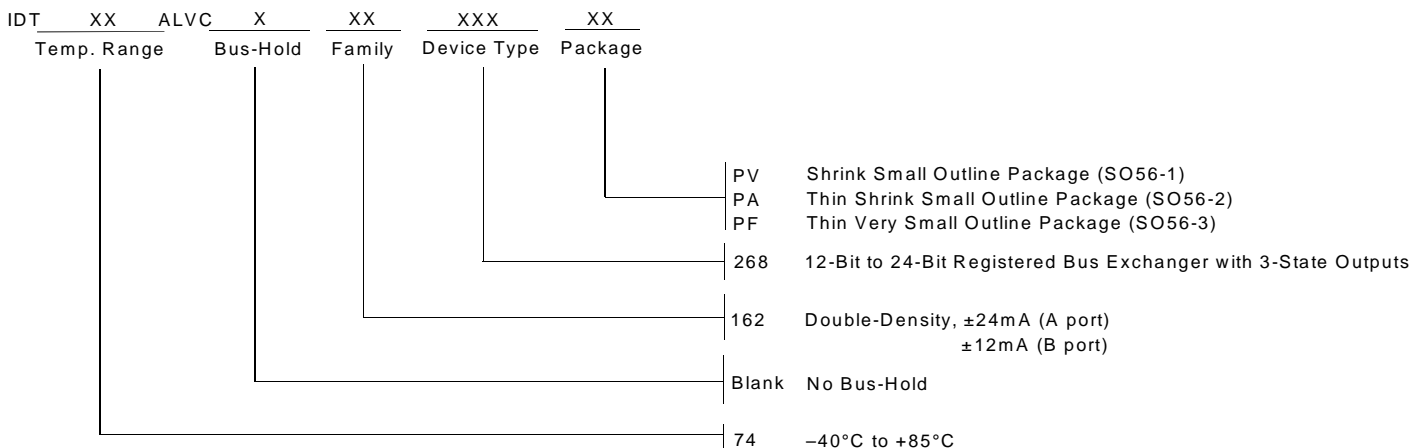 IDT XX ALVC X XX XXX XX
Temp. Range Bus-Hold Family Device Type Package
PV Shrink Small Outline Package (SO56-1)
PA Thin Shrink Small Outline Package (SO56-2)
PF Thin Very Small Outline Package (SO56-3)
268 12-Bit to 24-Bit Registered Bus Exchanger with 3-State Outputs
162 Double-Density, ±24mA (A port)
±12mA (B port)
Blank No Bus-Hold
74 –40°C to +85°C